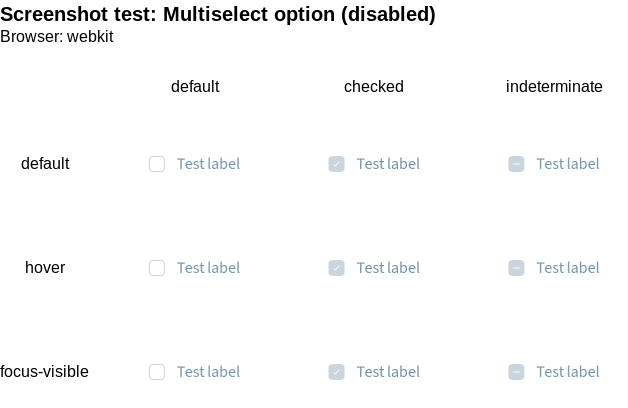 Screenshot test: Multiselect option (disabled)
Browser: webkit
default checked indeterminate
default Test label Test label Test label
hover Test label Test label Test label
focus-visible Test label Test label Test label